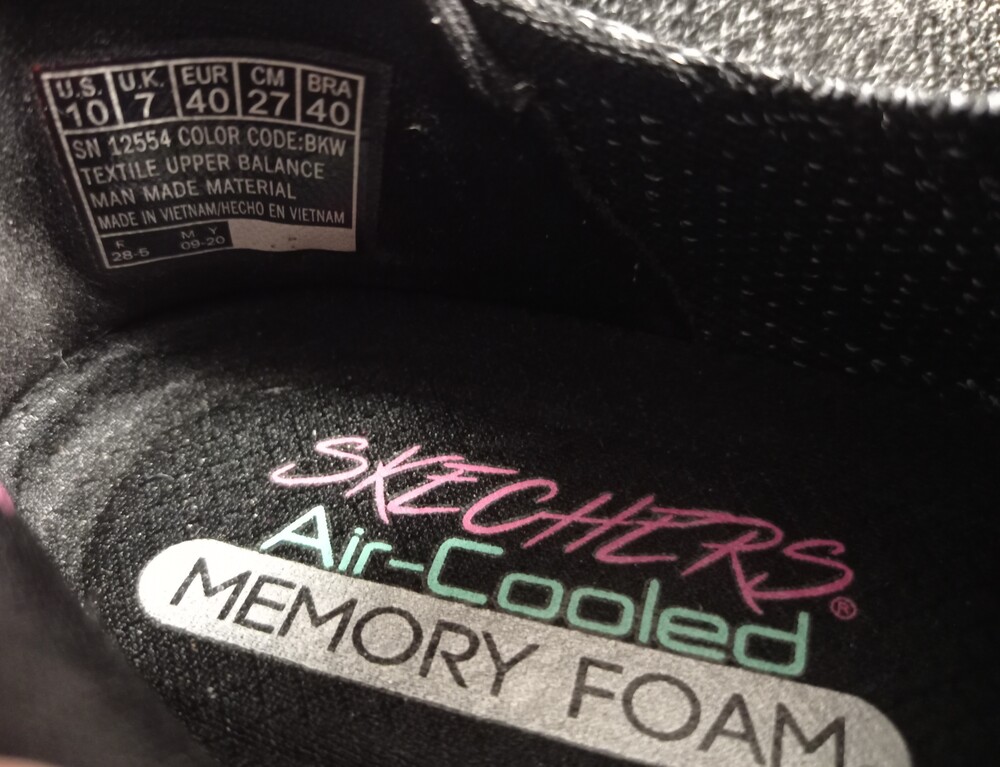 U.S. U.K. EUR CM BRA
10 7 40 27 40
SN 12554 COLOR CODE:BKW
TEXTILE UPPER BALANCE
MAN MADE MATERIAL
MADE IN VIETNAM/HECHO EN VIETNAM
F M Y
28-5 09-20
SKECHERS®
Air-Cooled
MEMORY FOAM